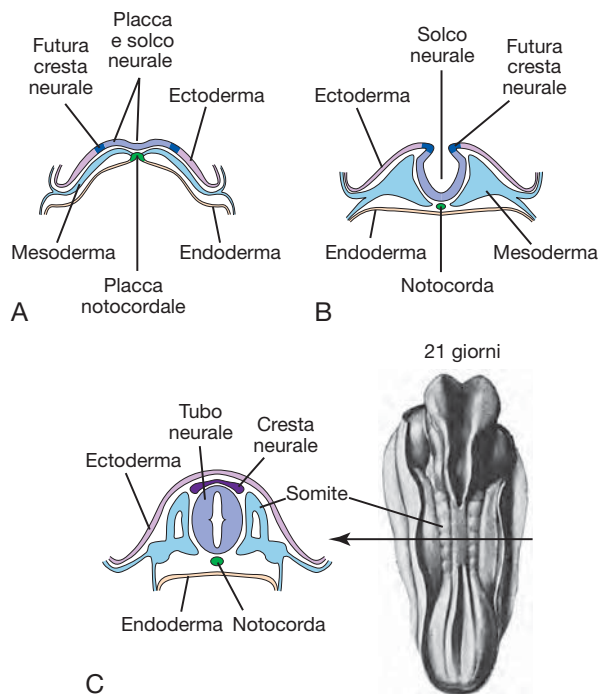 Placca
e solco
neurale
Futura
cresta
neurale
Ectoderma
Mesoderma
Endoderma
Placca
notocordale
A
Solco
neurale
Futura
cresta
neurale
Ectoderma
Endoderma
Mesoderma
Notocorda
B
21 giorni
Tubo
neurale
Cresta
neurale
Ectoderma
Somite
Endoderma
Notocorda
C